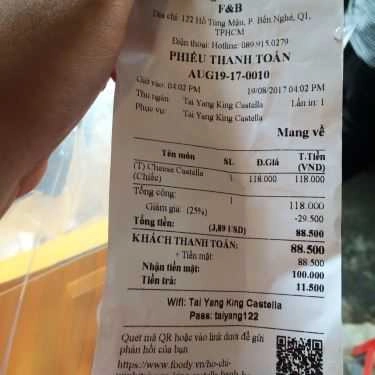 F&B
Địa chỉ: 122 Hồ Tùng Mậu, P. Bến Nghé, Q1,
TPHCM
Điện thoại: Hotline: 089.915.0279
PHIẾU THANH TOÁN
AUG19-17-0010
Giờ vào: 04:02 PM 19/08/2017 04:02 PM
Thu ngân: Tai Yang King Castella Lần in: 1
Phục vụ: Tai Yang King Castella
Mang về
Tên món SL Đ.Giá T.Tiền
(VND)
(T) Cheese Castella 1 118.000 118.000
(Chiếc)
Tổng cộng: 1 118.000
Giảm giá: (25%) -29.500
Tổng tiền: (3,89 USD) 88.500
KHÁCH THANH TOÁN: 88.500
+ Tiền mặt: 88.500
Nhận tiền mặt: 100.000
Tiền trả: 11.500
Wifi: Tai Yang King Castella
Pass: taiyang122
Quét mã QR hoặc vào link dưới để gửi
phản hồi của bạn
https://www.foody.vn/ho-chi-